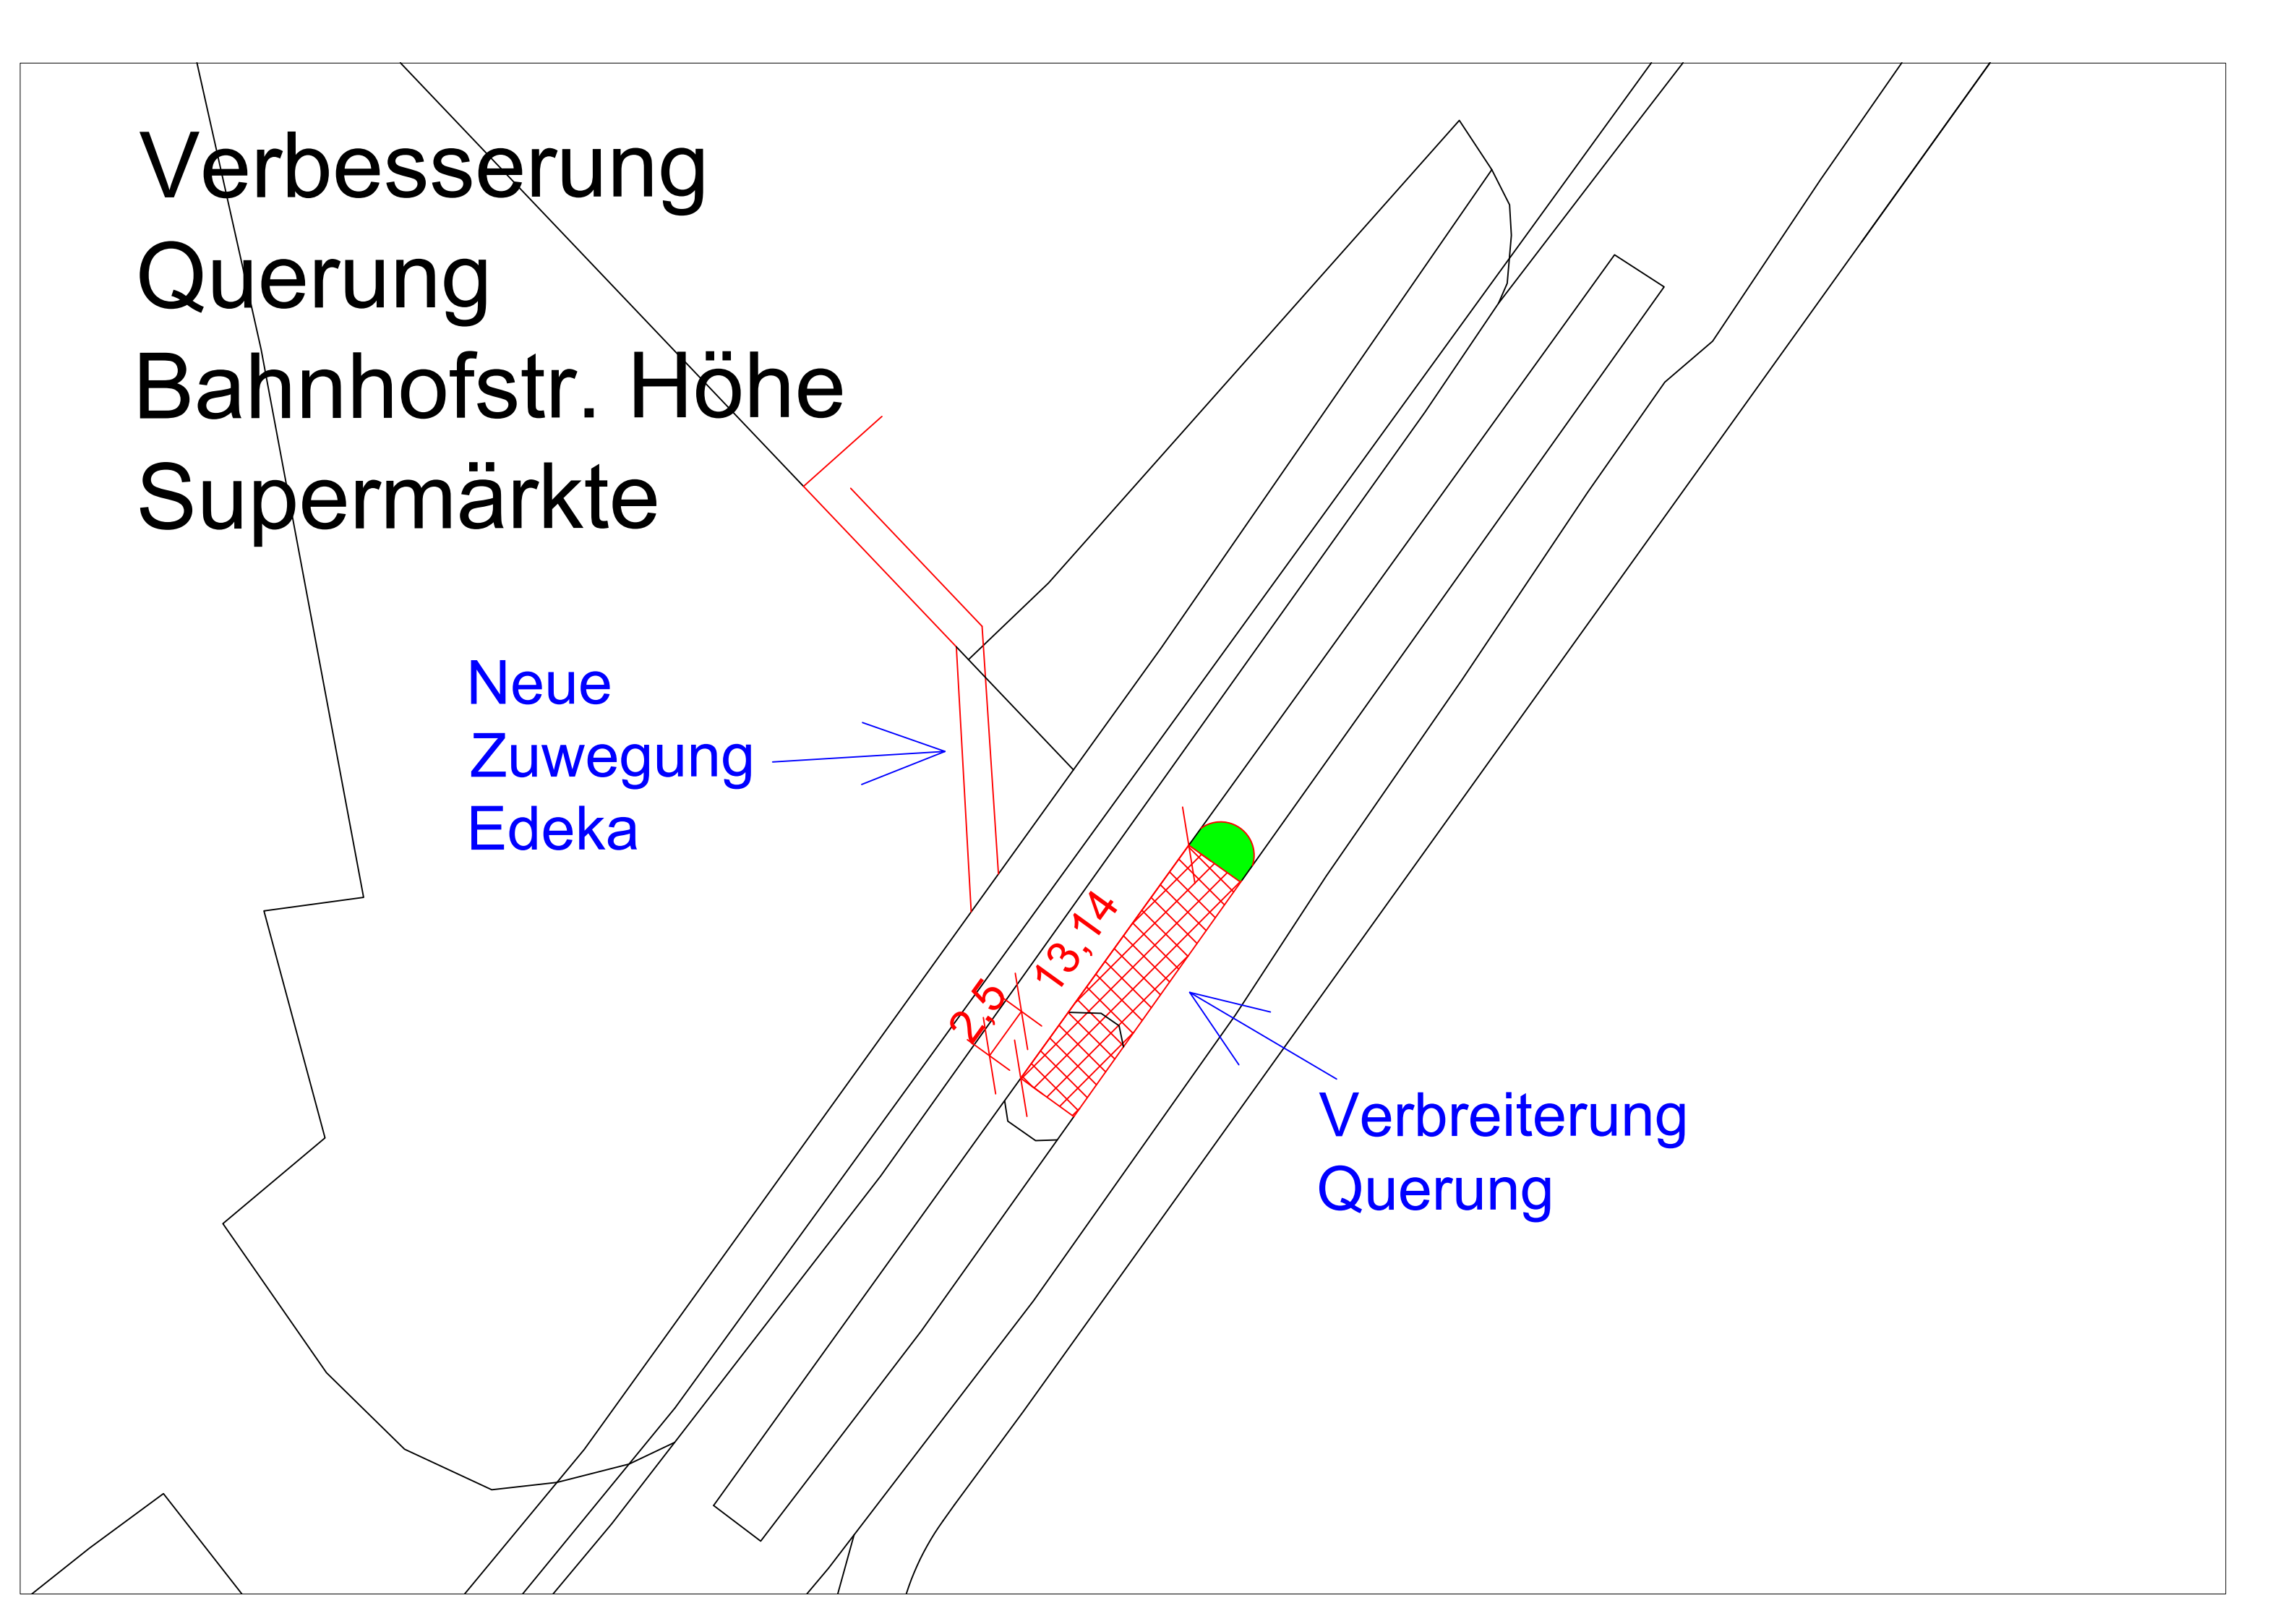 Verbesserung
Querung
Bahnhofstr. Höhe
Supermärkte
Neue
Zuwegung
Edeka
13,14
2,5
Verbreiterung
Querung